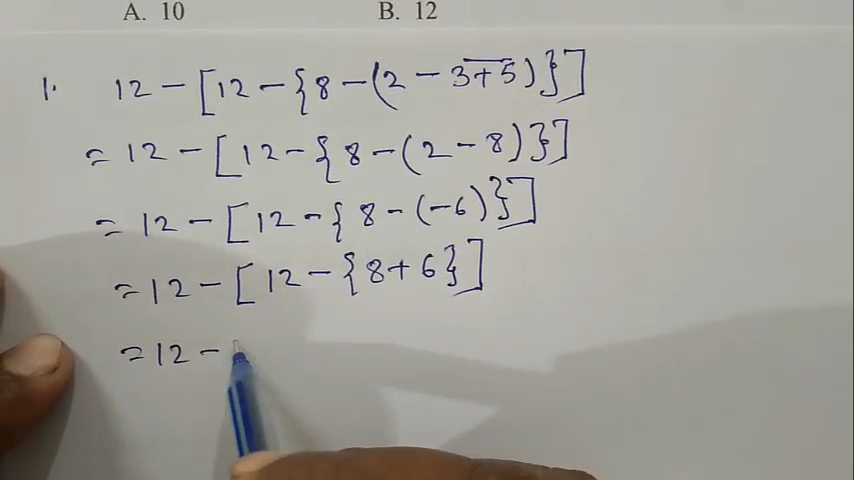 A. 10 B. 12
1. 12 - [12 - {8 - (2 - 3̅+̅5̅)}]
= 12 - [12 - {8 - (2 - 8)}]
= 12 - [12 - {8 - (-6)}]
= 12 - [12 - {8 + 6}]
= 12 -